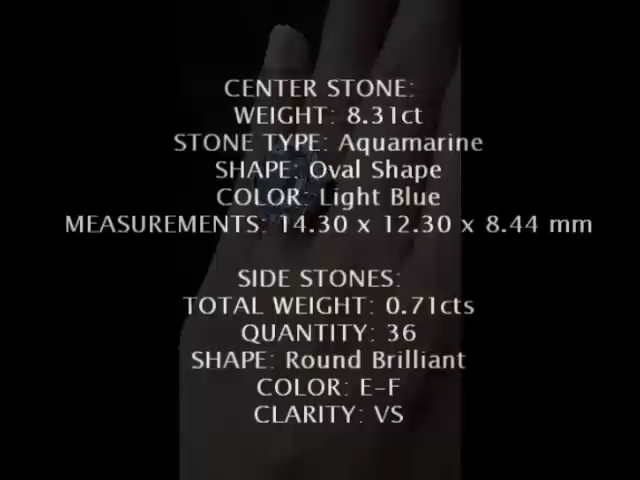 CENTER STONE:
WEIGHT: 8.31ct
STONE TYPE: Aquamarine
SHAPE: Oval Shape
COLOR: Light Blue
MEASUREMENTS: 14.30 x 12.30 x 8.44 mm
SIDE STONES:
TOTAL WEIGHT: 0.71cts
QUANTITY: 36
SHAPE: Round Brilliant
COLOR: E-F
CLARITY: VS